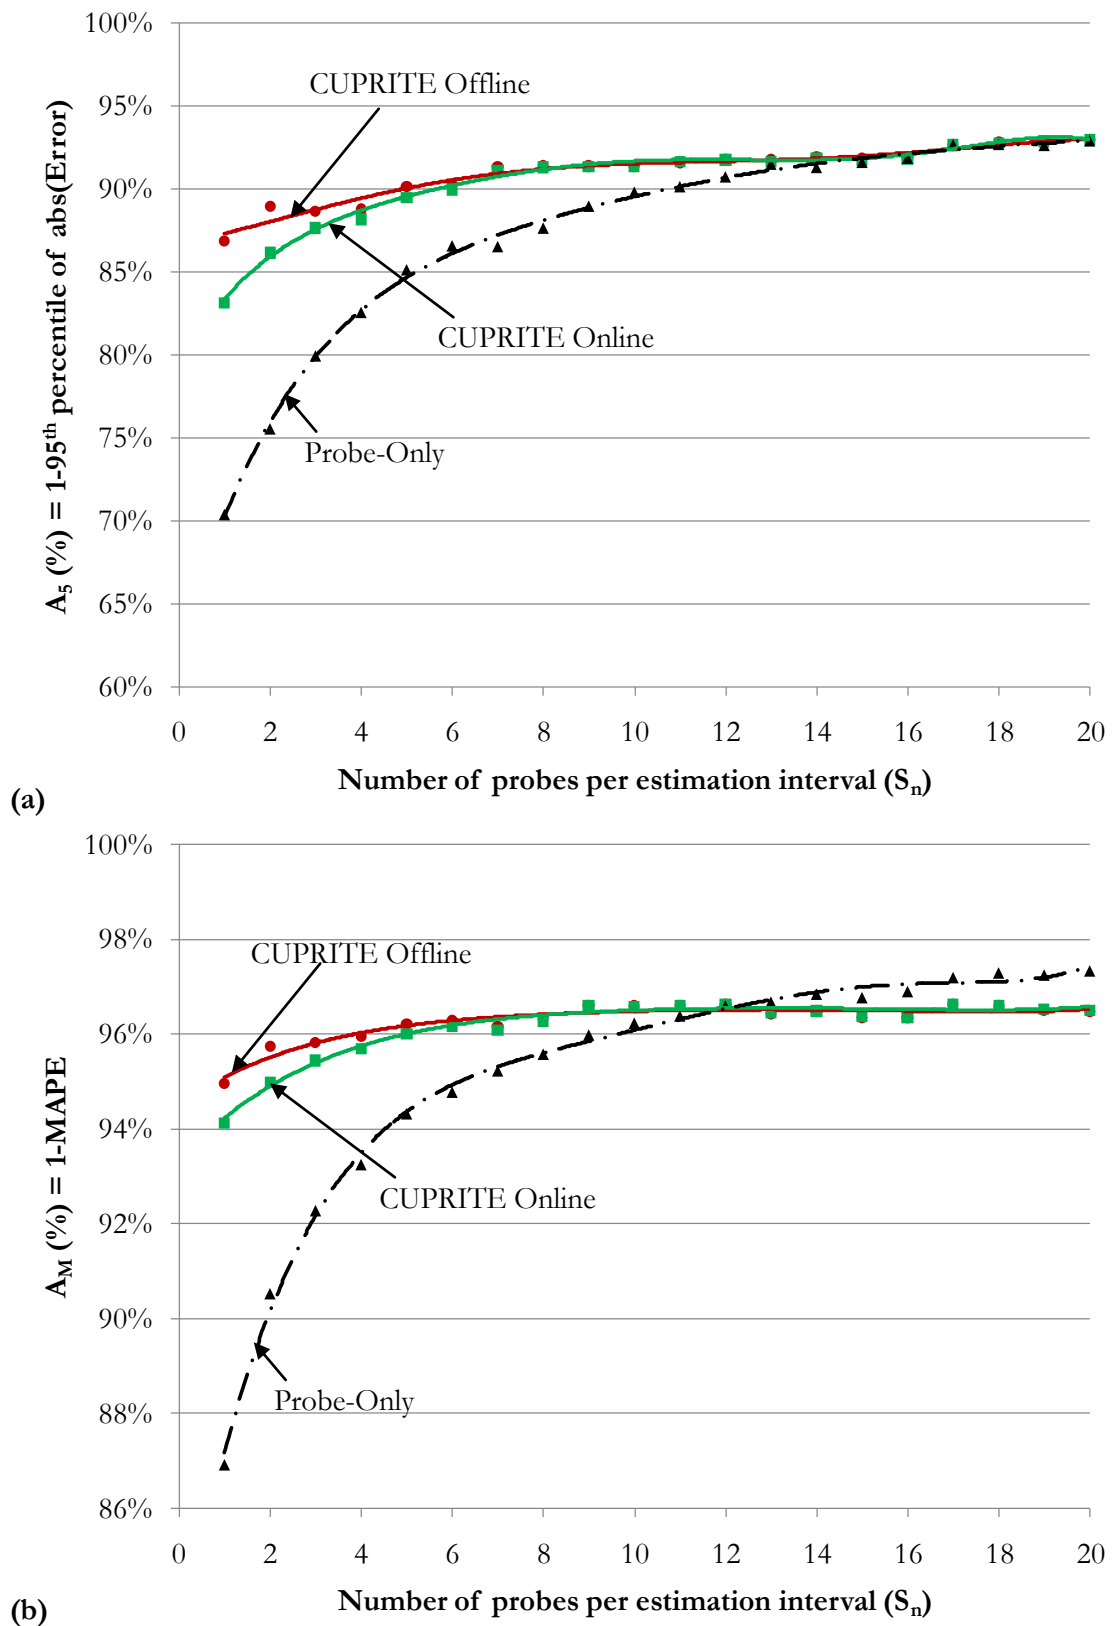 100%
95%
90%
85%
80%
75%
70%
65%
60%
A5 (%) = 1-95th percentile of abs(Error)
CUPRITE Offline
CUPRITE Online
Probe-Only
0 2 4 6 8 10 12 14 16 18 20
Number of probes per estimation interval (Sn)
(a)
100%
98%
96%
94%
92%
90%
88%
86%
AM (%) = 1-MAPE
CUPRITE Offline
CUPRITE Online
Probe-Only
0 2 4 6 8 10 12 14 16 18 20
Number of probes per estimation interval (Sn)
(b)